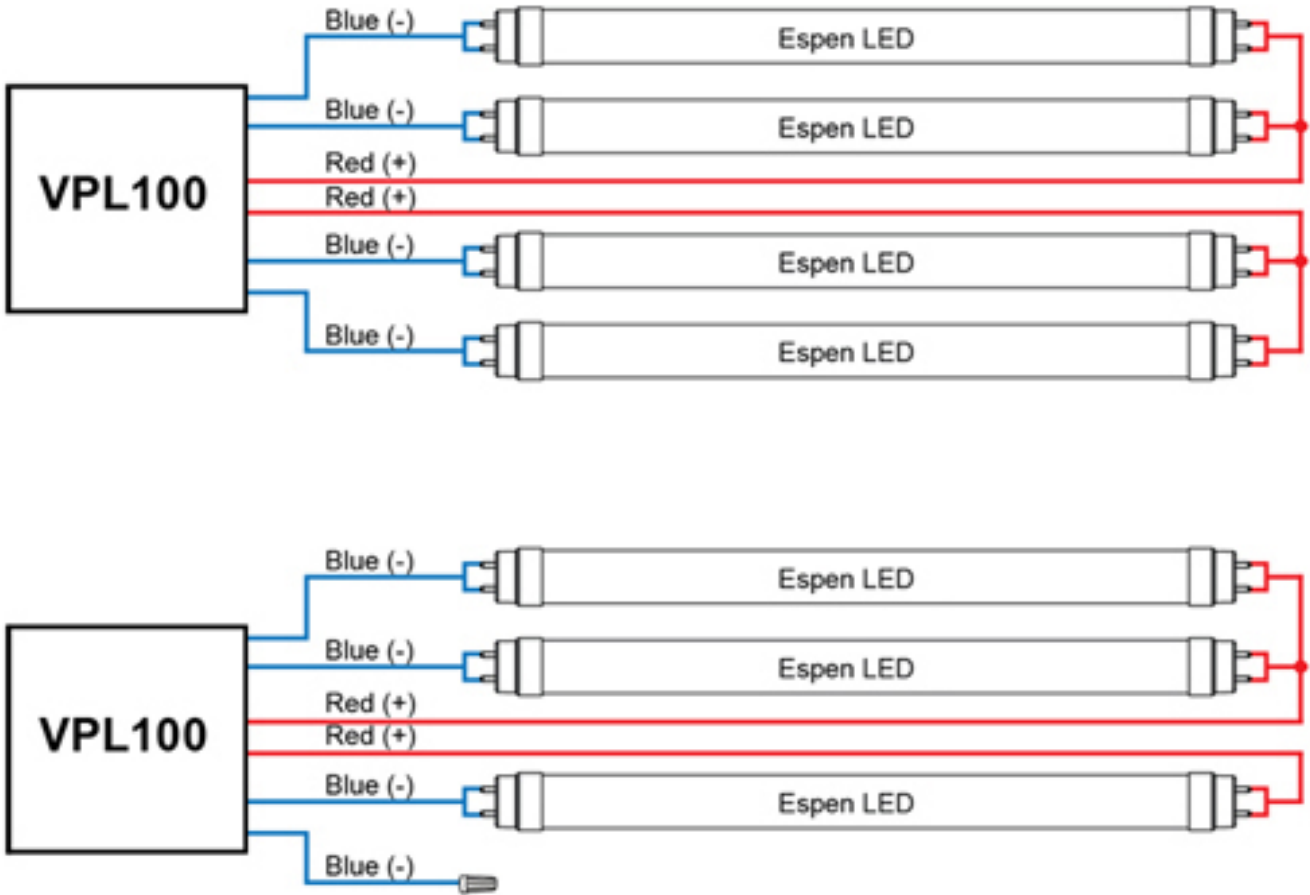 Blue (-)
Espen LED
Blue (-)
Espen LED
Red (+)
VPL100
Red (+)
Blue (-)
Espen LED
Blue (-)
Espen LED
Blue (-)
Espen LED
Blue (-)
Espen LED
Red (+)
VPL100
Red (+)
Blue (-)
Espen LED
Blue (-)